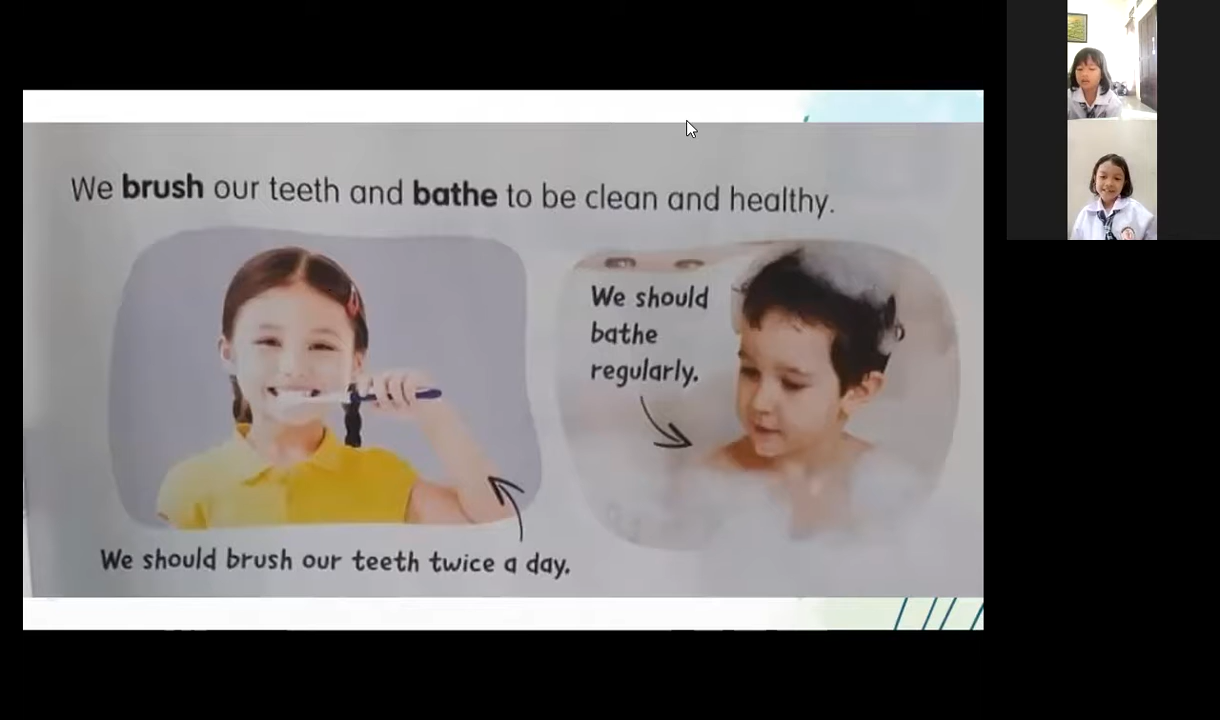 We brush our teeth and bathe to be clean and healthy.
We should
bathe
regularly.
We should brush our teeth twice a day.